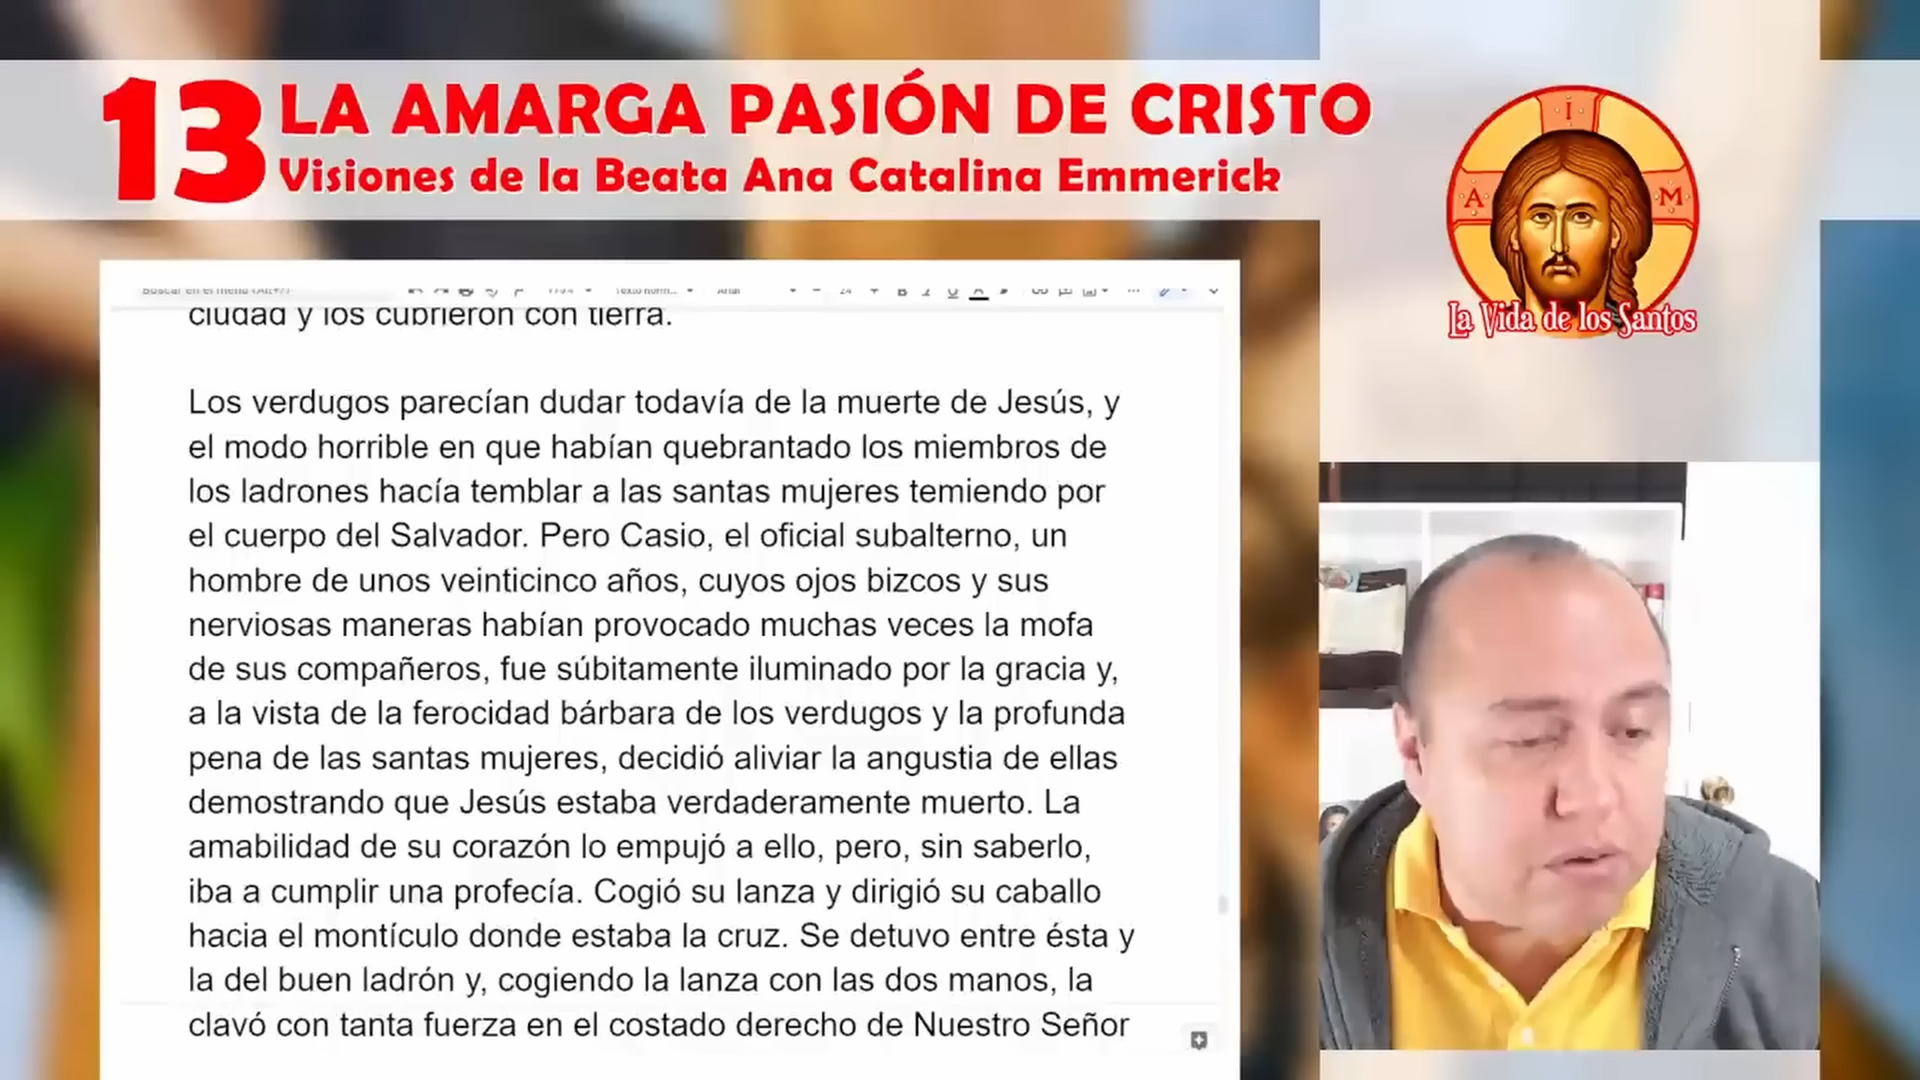 13
LA AMARGA PASIÓN DE CRISTO
Visiones de la Beata Ana Catalina Emmerick
I
A
M
La Vida de los Santos
ciudad y los cubrieron con tierra.
Los verdugos parecían dudar todavía de la muerte de Jesús, y
el modo horrible en que habían quebrantado los miembros de
los ladrones hacía temblar a las santas mujeres temiendo por
el cuerpo del Salvador. Pero Casio, el oficial subalterno, un
hombre de unos veinticinco años, cuyos ojos bizcos y sus
nerviosas maneras habían provocado muchas veces la mofa
de sus compañeros, fue súbitamente iluminado por la gracia y,
a la vista de la ferocidad bárbara de los verdugos y la profunda
pena de las santas mujeres, decidió aliviar la angustia de ellas
demostrando que Jesús estaba verdaderamente muerto. La
amabilidad de su corazón lo empujó a ello, pero, sin saberlo,
iba a cumplir una profecía. Cogió su lanza y dirigió su caballo
hacia el montículo donde estaba la cruz. Se detuvo entre ésta y
la del buen ladrón y, cogiendo la lanza con las dos manos, la
clavó con tanta fuerza en el costado derecho de Nuestro Señor